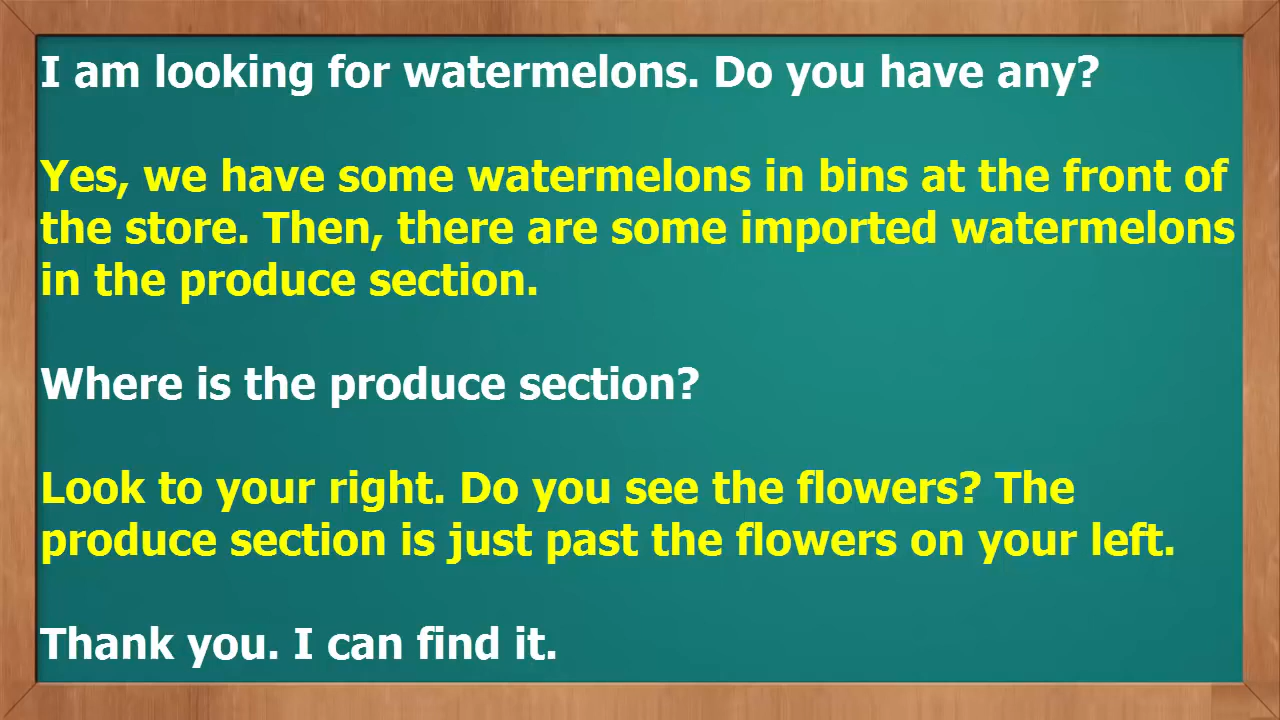 I am looking for watermelons. Do you have any?
Yes, we have some watermelons in bins at the front of
the store. Then, there are some imported watermelons
in the produce section.
Where is the produce section?
Look to your right. Do you see the flowers? The
produce section is just past the flowers on your left.
Thank you. I can find it.